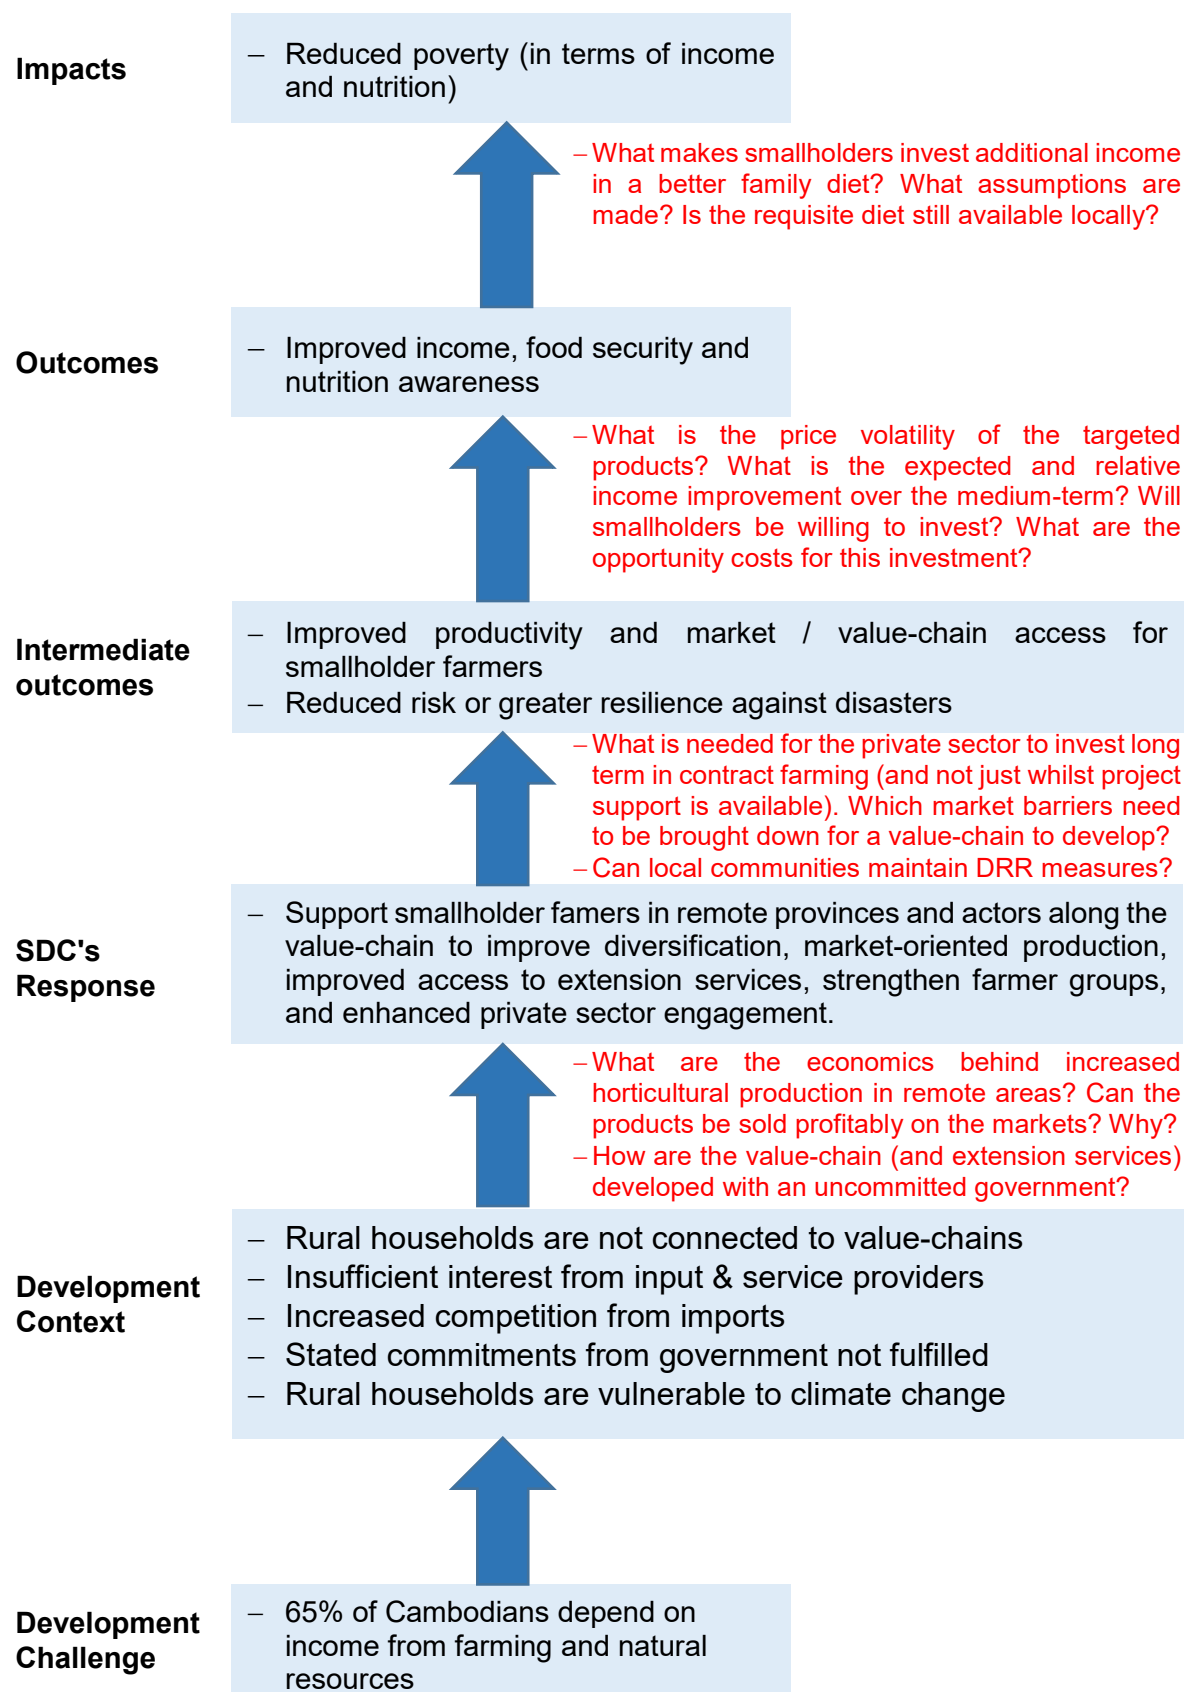 Impacts
– Reduced poverty (in terms of income
and nutrition)
– What makes smallholders invest additional income
in a better family diet? What assumptions are
made? Is the requisite diet still available locally?
Outcomes
– Improved income, food security and
nutrition awareness
– What is the price volatility of the targeted
products? What is the expected and relative
income improvement over the medium-term? Will
smallholders be willing to invest? What are the
opportunity costs for this investment?
Intermediate
outcomes
– Improved productivity and market / value-chain access for
smallholder farmers
– Reduced risk or greater resilience against disasters
– What is needed for the private sector to invest long
term in contract farming (and not just whilst project
support is available). Which market barriers need
to be brought down for a value-chain to develop?
– Can local communities maintain DRR measures?
SDC's
Response
– Support smallholder famers in remote provinces and actors along the
value-chain to improve diversification, market-oriented production,
improved access to extension services, strengthen farmer groups,
and enhanced private sector engagement.
– What are the economics behind increased
horticultural production in remote areas? Can the
products be sold profitably on the markets? Why?
– How are the value-chain (and extension services)
developed with an uncommitted government?
Development
Context
– Rural households are not connected to value-chains
– Insufficient interest from input & service providers
– Increased competition from imports
– Stated commitments from government not fulfilled
– Rural households are vulnerable to climate change
Development
Challenge
– 65% of Cambodians depend on
income from farming and natural
resources